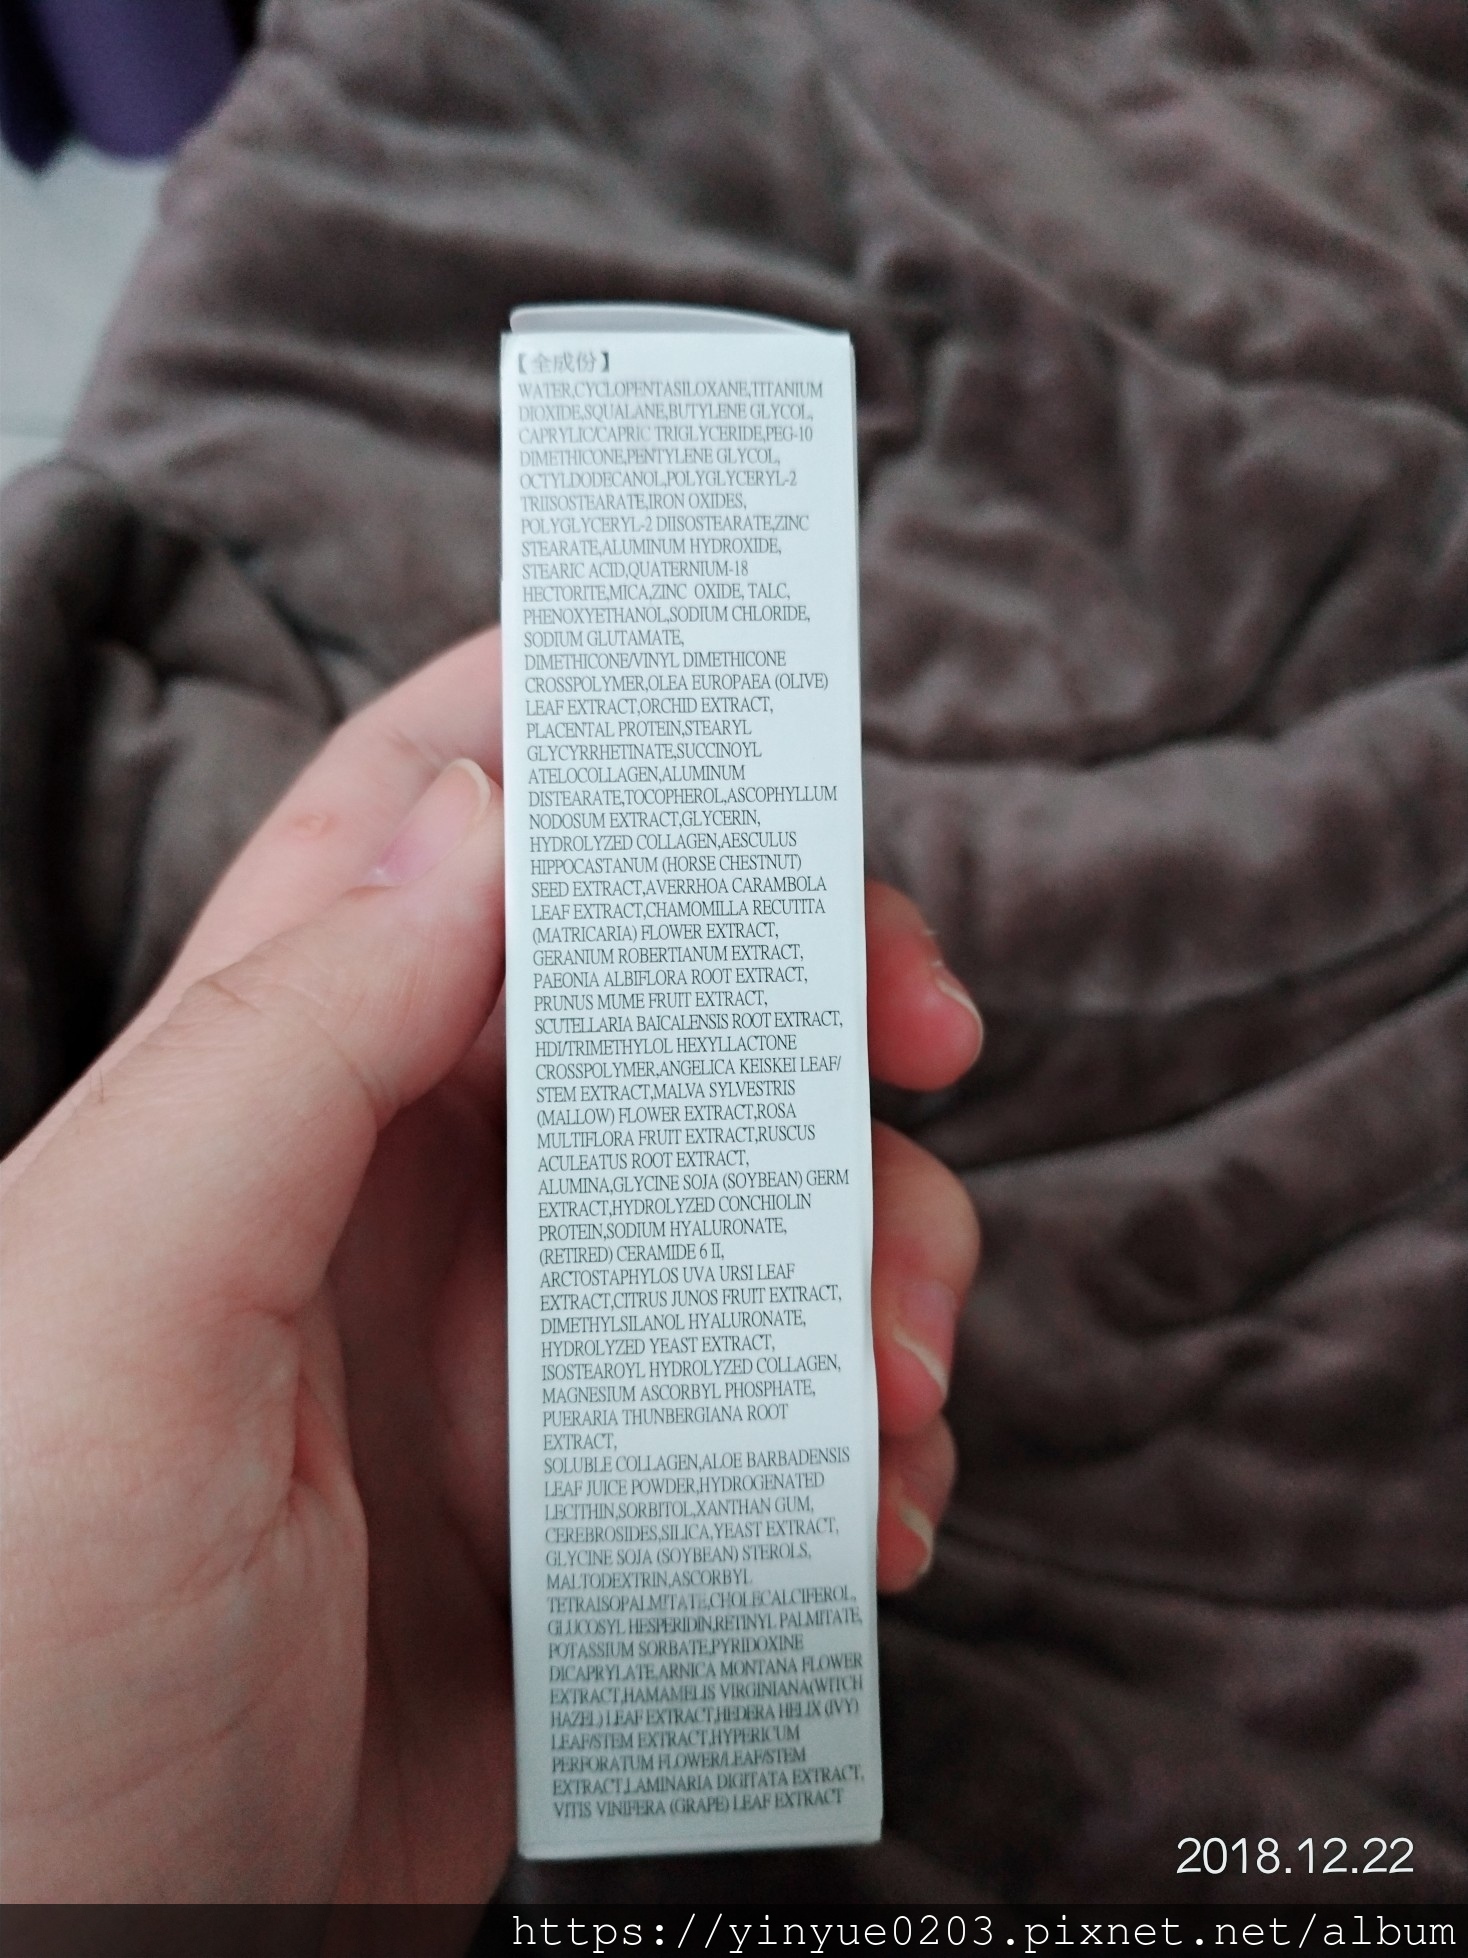 【全成份】
WATER,CYCLOPENTASILOXANE,TITANIUM
DIOXIDE,SQUALANE,BUTYLENE GLYCOL,
CAPRYLIC/CAPRIC TRIGLYCERIDE,PEG-10
DIMETHICONE,PENTYLENE GLYCOL,
OCTYLDODECANOL,POLYGLYCERYL-2
TRIISOSTEARATE,IRON OXIDES,
POLYGLYCERYL-2 DIISOSTEARATE,ZINC
STEARATE,ALUMINUM HYDROXIDE,
STEARIC ACID,QUATERNIUM-18
HECTORITE,MICA,ZINC OXIDE, TALC,
PHENOXYETHANOL,SODIUM CHLORIDE,
SODIUM GLUTAMATE,
DIMETHICONE/VINYL DIMETHICONE
CROSSPOLYMER,OLEA EUROPAEA (OLIVE)
LEAF EXTRACT,ORCHID EXTRACT,
PLACENTAL PROTEIN,STEARYL
GLYCYRRHETINATE,SUCCINOYL
ATELOCOLLAGEN,ALUMINUM
DISTEARATE,TOCOPHEROL,ASCOPHYLLUM
NODOSUM EXTRACT,GLYCERIN,
HYDROLYZED COLLAGEN,AESCULUS
HIPPOCASTANUM (HORSE CHESTNUT)
SEED EXTRACT,AVERRHOA CARAMBOLA
LEAF EXTRACT,CHAMOMILLA RECUTITA
(MATRICARIA) FLOWER EXTRACT,
GERANIUM ROBERTIANUM EXTRACT,
PAEONIA ALBIFLORA ROOT EXTRACT,
PRUNUS MUME FRUIT EXTRACT,
SCUTELLARIA BAICALENSIS ROOT EXTRACT,
HDI/TRIMETHYLOL HEXYLLACTONE
CROSSPOLYMER,ANGELICA KEISKEI LEAF/
STEM EXTRACT,MALVA SYLVESTRIS
(MALLOW) FLOWER EXTRACT,ROSA
MULTIFLORA FRUIT EXTRACT,RUSCUS
ACULEATUS ROOT EXTRACT,
ALUMINA,GLYCINE SOJA (SOYBEAN) GERM
EXTRACT,HYDROLYZED CONCHIOLIN
PROTEIN,SODIUM HYALURONATE,
(RETIRED) CERAMIDE 6 II,
ARCTOSTAPHYLOS UVA URSI LEAF
EXTRACT,CITRUS JUNOS FRUIT EXTRACT,
DIMETHYLSILANOL HYALURONATE,
HYDROLYZED YEAST EXTRACT,
ISOSTEAROYL HYDROLYZED COLLAGEN,
MAGNESIUM ASCORBYL PHOSPHATE,
PUERARIA THUNBERGIANA ROOT
EXTRACT,
SOLUBLE COLLAGEN,ALOE BARBADENSIS
LEAF JUICE POWDER,HYDROGENATED
LECITHIN,SORBITOL,XANTHAN GUM,
CEREBROSIDES,SILICA,YEAST EXTRACT,
GLYCINE SOJA (SOYBEAN) STEROLS,
MALTODEXTRIN,ASCORBYL
TETRAISOPALMITATE,CHOLECALCIFEROL,
GLUCOSYL HESPERIDIN,RETINYL PALMITATE,
POTASSIUM SORBATE,PYRIDOXINE
DICAPRYLATE,ARNICA MONTANA FLOWER
EXTRACT,HAMAMELIS VIRGINIANA(WITCH
HAZEL) LEAF EXTRACT,HEDERA HELIX (IVY)
LEAF/STEM EXTRACT,HYPERICUM
PERFORATUM FLOWER/LEAF/STEM
EXTRACT,LAMINARIA DIGITATA EXTRACT,
VITIS VINIFERA (GRAPE) LEAF EXTRACT
2018.12.22
https://yinyue0203.pixnet.net/album